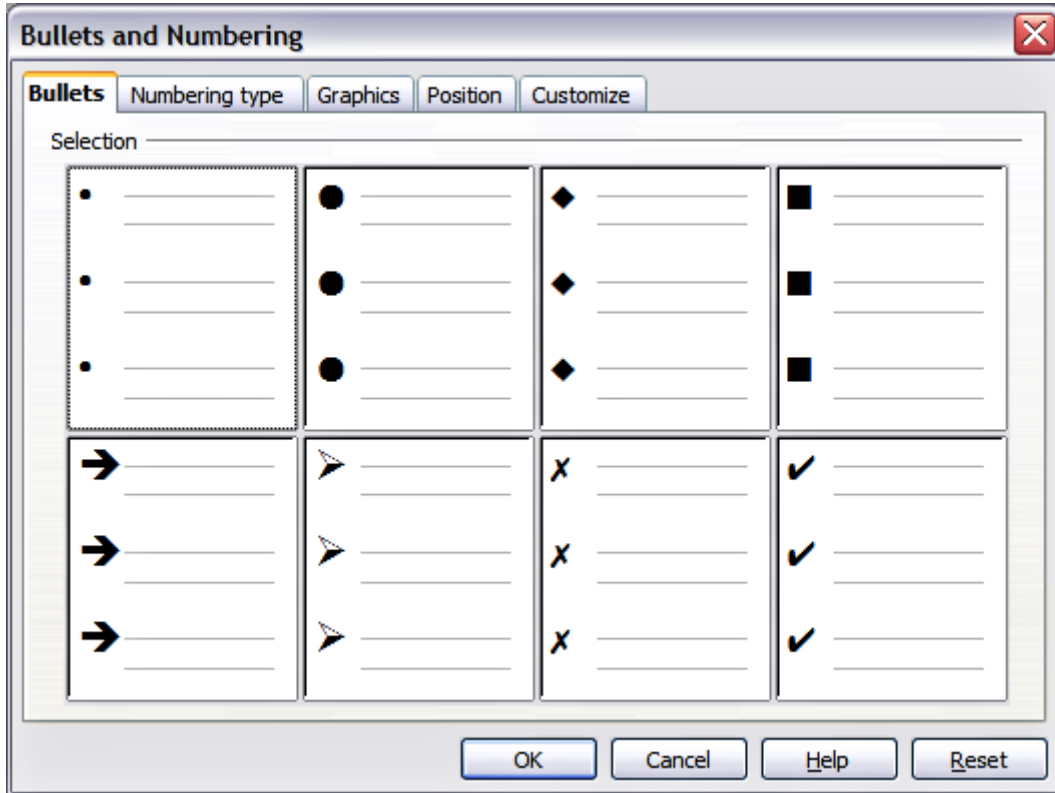 Bullets and Numbering
Bullets Numbering type Graphics Position Customize
Selection
OK Cancel Help Reset